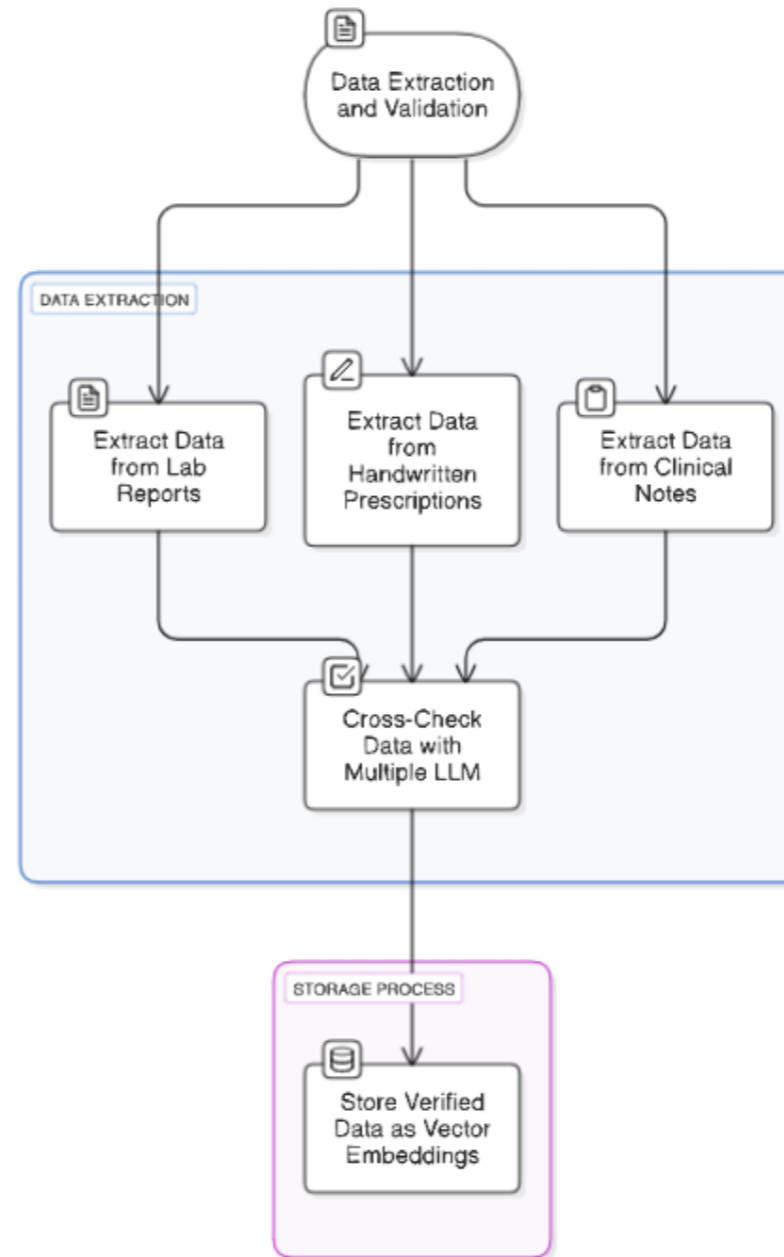 Data Extraction
and Validation
DATA EXTRACTION
Extract Data
from Lab
Reports
Extract Data
from
Handwritten
Prescriptions
Extract Data
from Clinical
Notes
Cross-Check
Data with
Multiple LLM
STORAGE PROCESS
Store Verified
Data as Vector
Embeddings